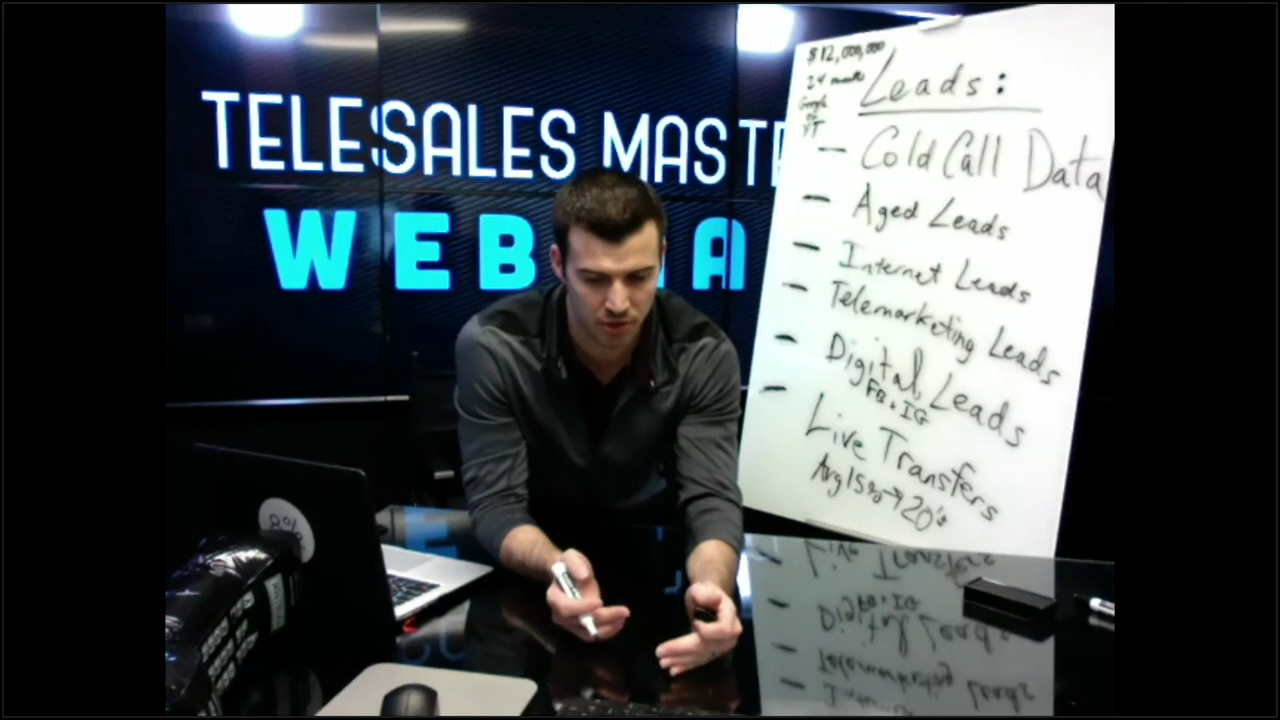 TELESALES MAST
WEB A
$12,000,000
24 months
Google
YT
Leads:
- Cold Call Data
- Aged Leads
- Internet Leads
- Telemarketing Leads
- Digital Leads
FB + IG
- Live Transfers
Avg 15% → 20's
8%